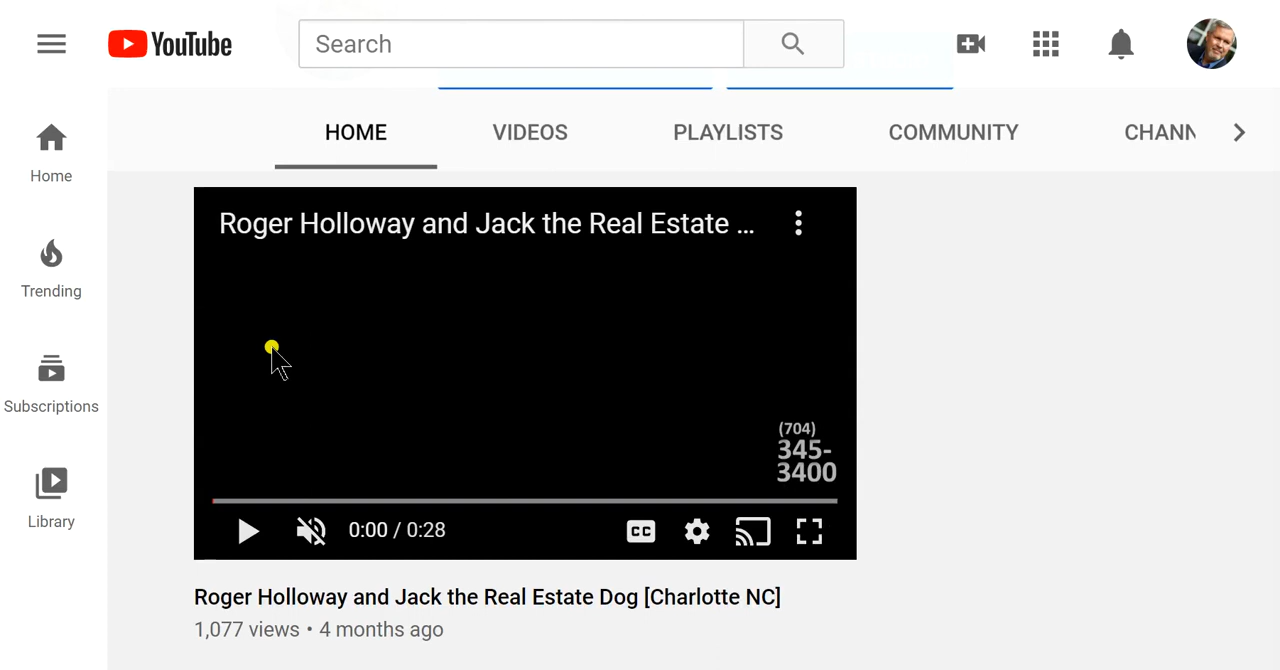 YouTube
Search
HOME
VIDEOS
PLAYLISTS
COMMUNITY
CHANN
Home
Trending
Subscriptions
Library
Roger Holloway and Jack the Real Estate ...
(704)
345-
3400
0:00 / 0:28
CC
Roger Holloway and Jack the Real Estate Dog [Charlotte NC]
1,077 views • 4 months ago